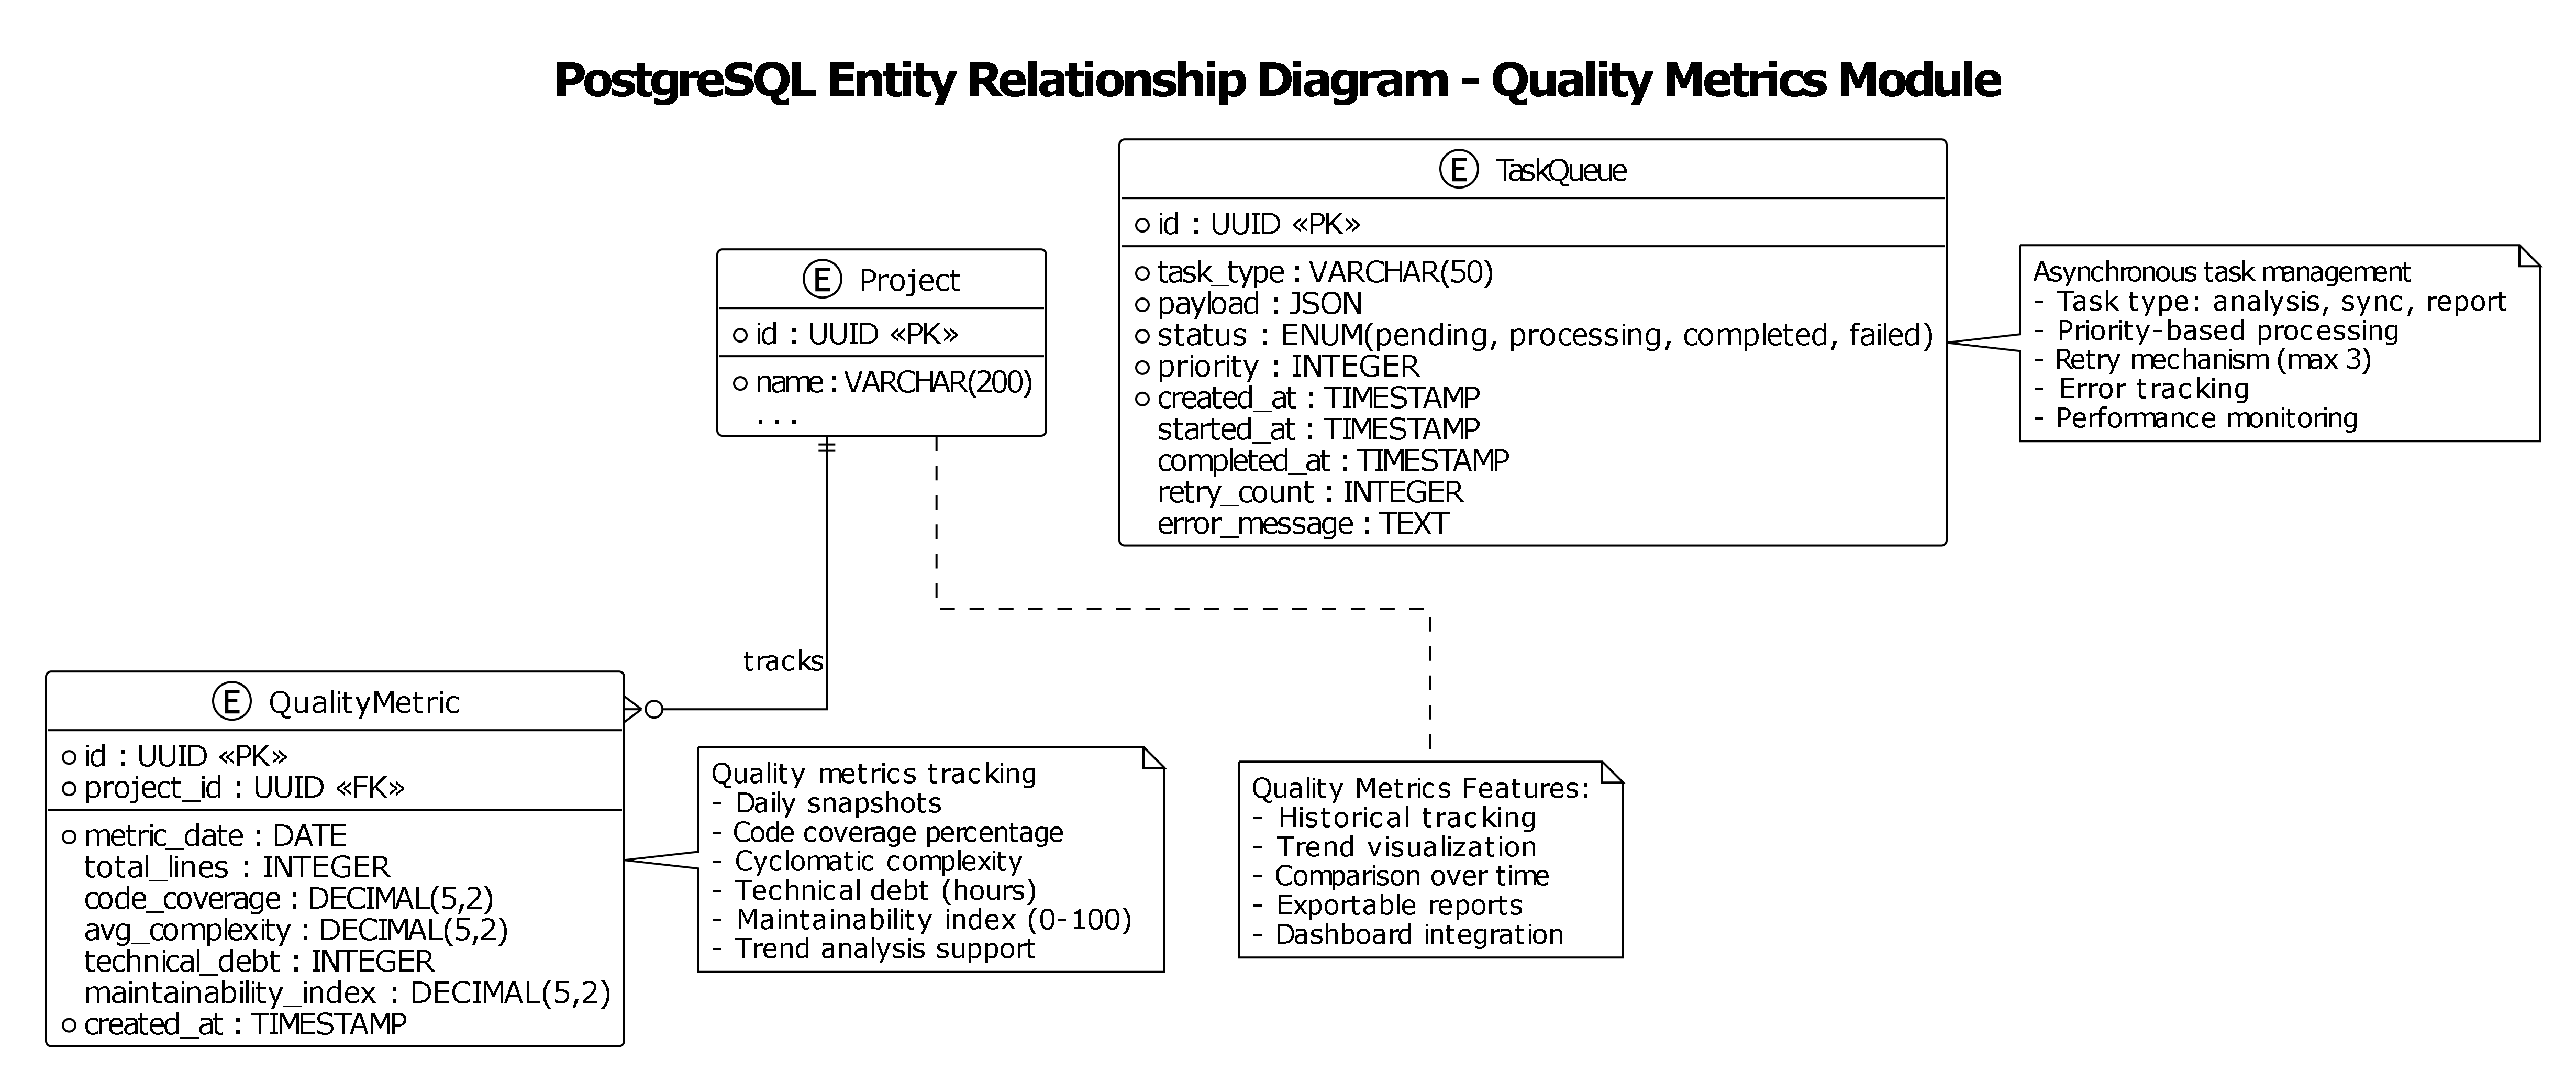 PostgreSQL Entity Relationship Diagram - Quality Metrics Module
E TaskQueue
id : UUID «PK»
task_type : VARCHAR(50)
payload : JSON
status : ENUM(pending, processing, completed, failed)
priority : INTEGER
created_at : TIMESTAMP
started_at : TIMESTAMP
completed_at : TIMESTAMP
retry_count : INTEGER
error_message : TEXT
Asynchronous task management
- Task type: analysis, sync, report
- Priority-based processing
- Retry mechanism (max 3)
- Error tracking
- Performance monitoring
E Project
id : UUID «PK»
name : VARCHAR(200)
...
tracks
E QualityMetric
id : UUID «PK»
project_id : UUID «FK»
metric_date : DATE
total_lines : INTEGER
code_coverage : DECIMAL(5,2)
avg_complexity : DECIMAL(5,2)
technical_debt : INTEGER
maintainability_index : DECIMAL(5,2)
created_at : TIMESTAMP
Quality metrics tracking
- Daily snapshots
- Code coverage percentage
- Cyclomatic complexity
- Technical debt (hours)
- Maintainability index (0-100)
- Trend analysis support
Quality Metrics Features:
- Historical tracking
- Trend visualization
- Comparison over time
- Exportable reports
- Dashboard integration